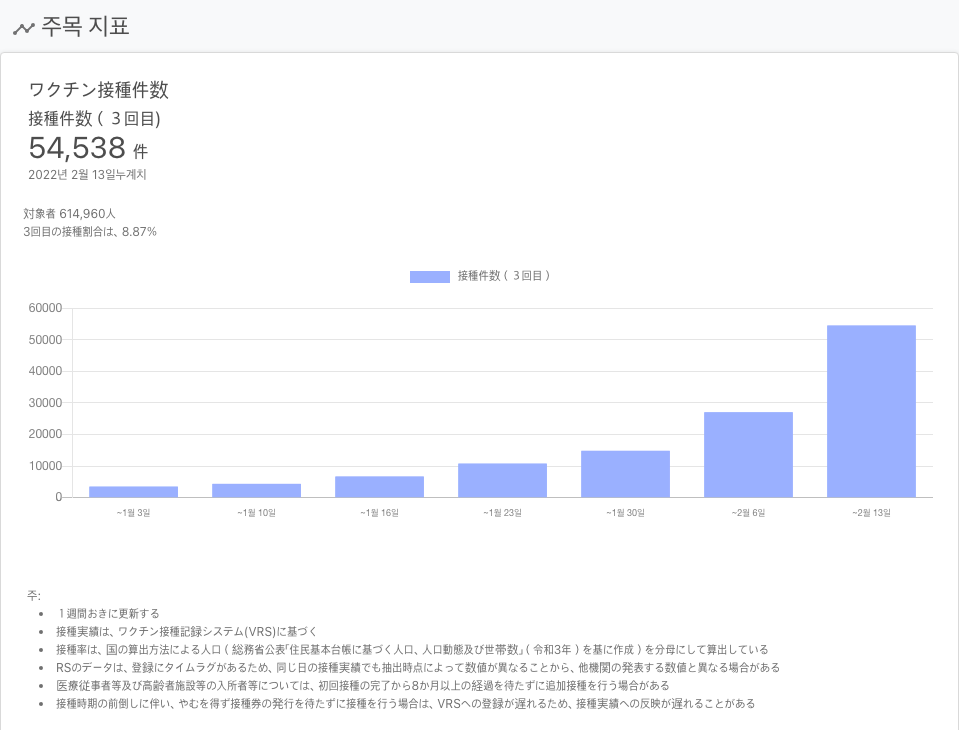 주목 지표
ワクチン接種件数
接種件数 ( ３回目)
54,538 件
2022년 2월 13일누계치
対象者 614,960人
3回目の接種割合は、8.87%
接種件数 ( ３回目 )
60000
50000
40000
30000
20000
10000
0
~1월 3일 ~1월 10일 ~1월 16일 ~1월 23일 ~1월 30일 ~2월 6일 ~2월 13일
주:
• １週間おきに更新する
• 接種実績は、ワクチン接種記録システム(VRS)に基づく
• 接種率は、国の算出方法による人口 ( 総務省公表｢住民基本台帳に基づく人口、人口動態及び世帯数｣ ( 令和3年 ) を基に作成 ) を分母にして算出している
• RSのデータは、登録にタイムラグがあるため、同じ日の接種実績でも抽出時点によって数値が異なることから、他機関の発表する数値と異なる場合がある
• 医療従事者等及び高齢者施設等の入所者等については、初回接種の完了から8か月以上の経過を待たずに追加接種を行う場合がある
• 接種時期の前倒しに伴い、やむを得ず接種券の発行を待たずに接種を行う場合は、VRSへの登録が遅れるため、接種実績への反映が遅れることがある